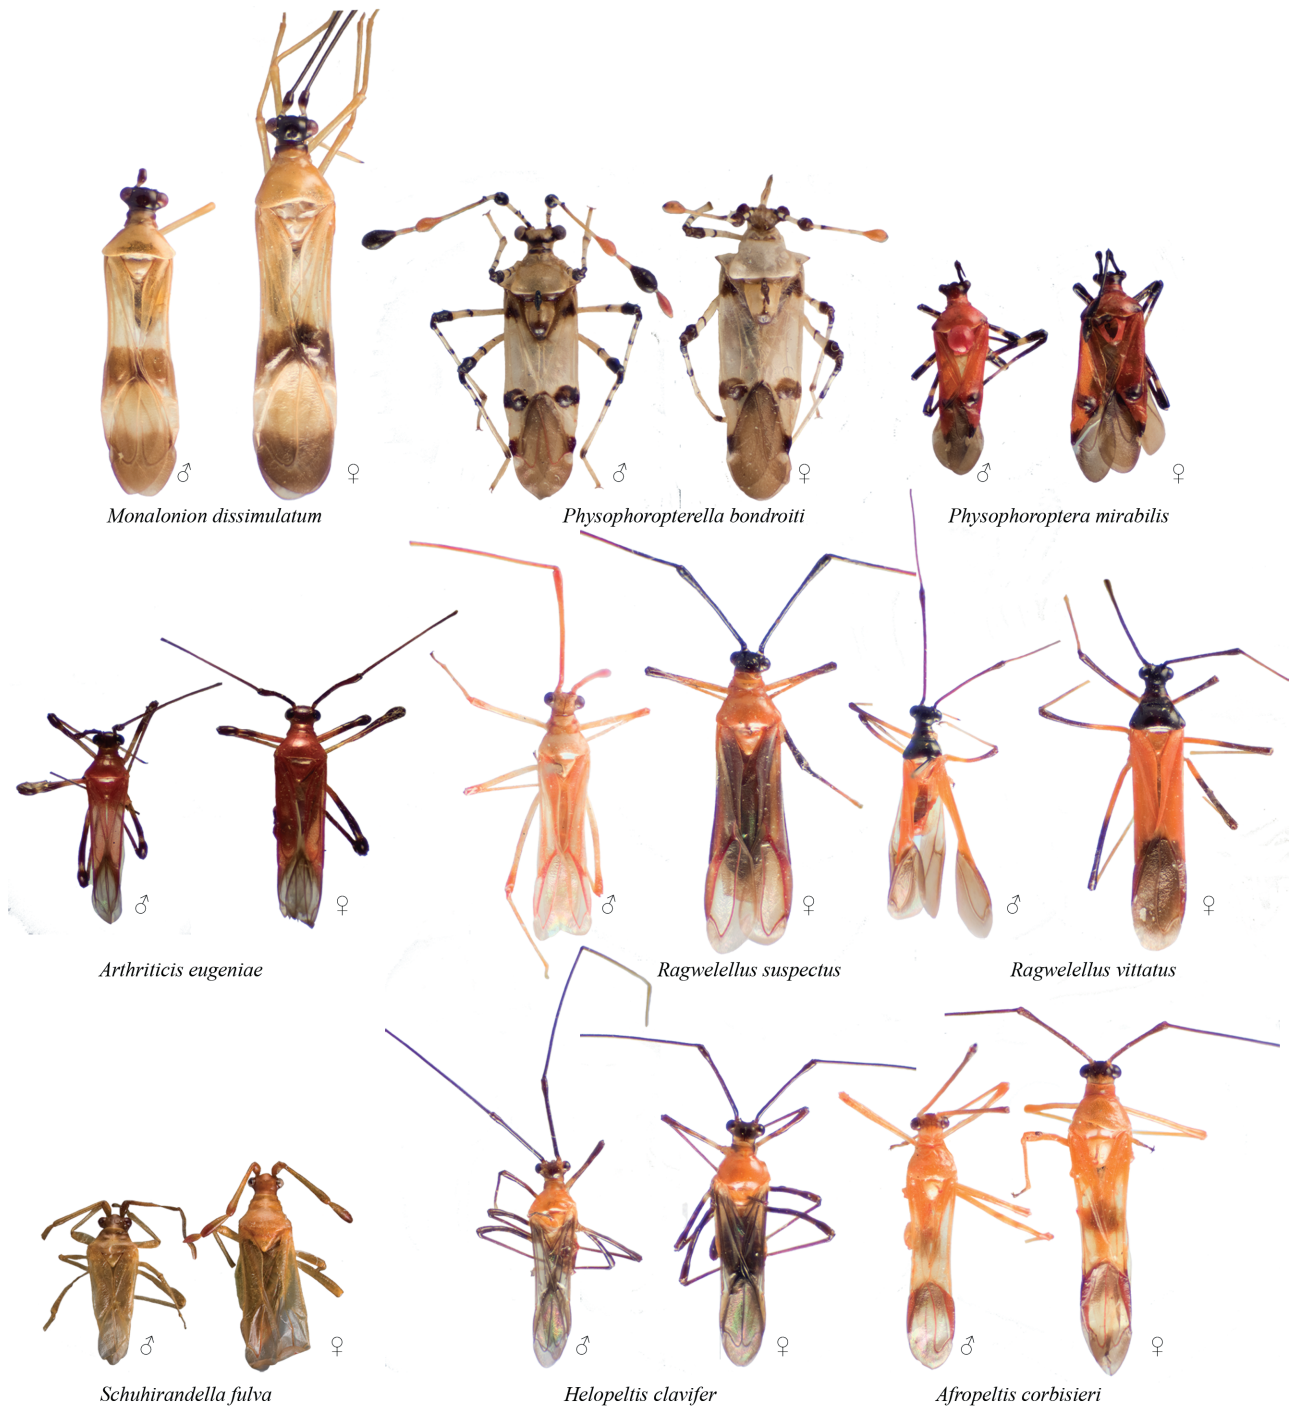 ♂ ♀ ♂ ♀ ♂ ♀
Monalonion dissimulatum Physophoropterella bondroiti Physophoroptera mirabilis
♂ ♀ ♂ ♀ ♂ ♀
Arthriticis eugeniae Ragwelellus suspectus Ragwelellus vittatus
♂ ♀ ♂ ♀ ♂ ♀
Schuhirandella fulva Helopeltis clavifer Afropeltis corbisieri